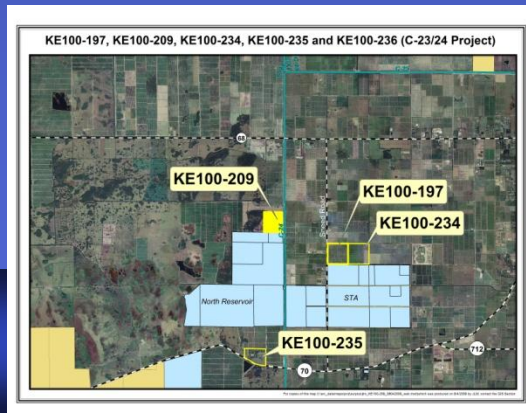 KE100-197, KE100-209, KE100-234, KE100-235 and KE100-236 (C-23/24 Project)
68
KE100-209
KE100-197
KE100-234
North Reservoir
STA
KE100-235
70
712